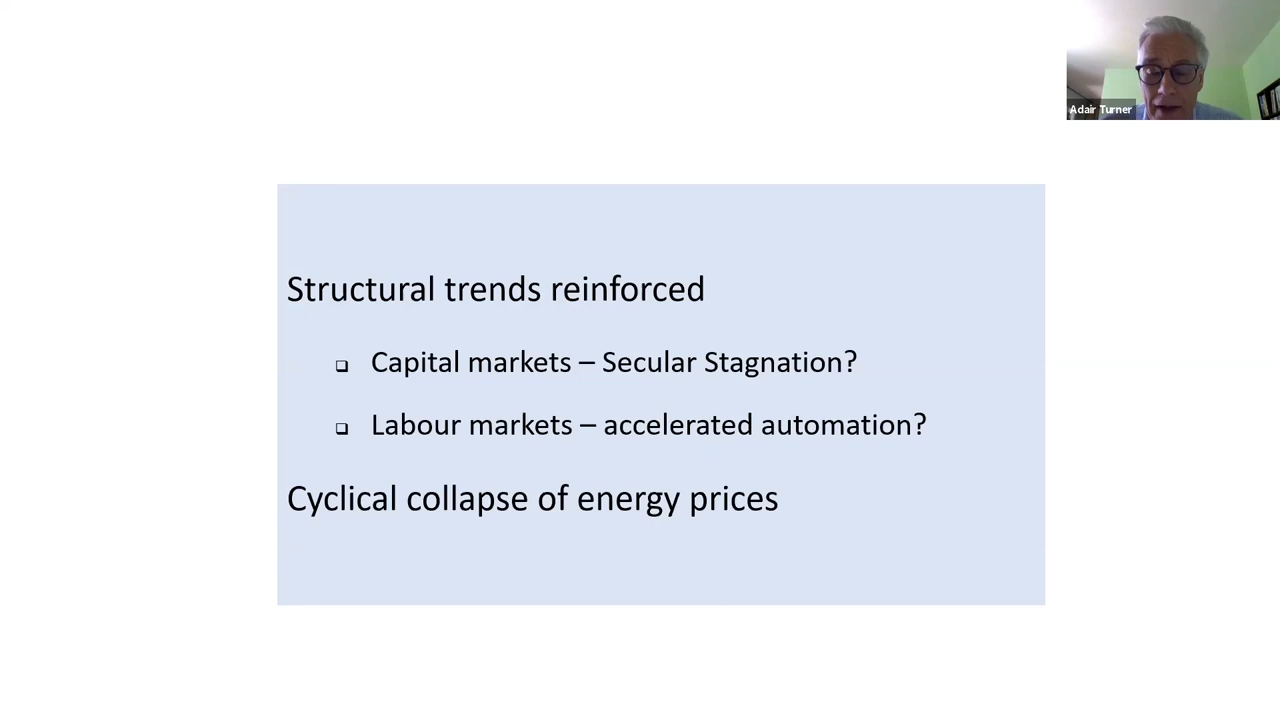 Adair Turner
Structural trends reinforced
Capital markets – Secular Stagnation?
Labour markets – accelerated automation?
Cyclical collapse of energy prices